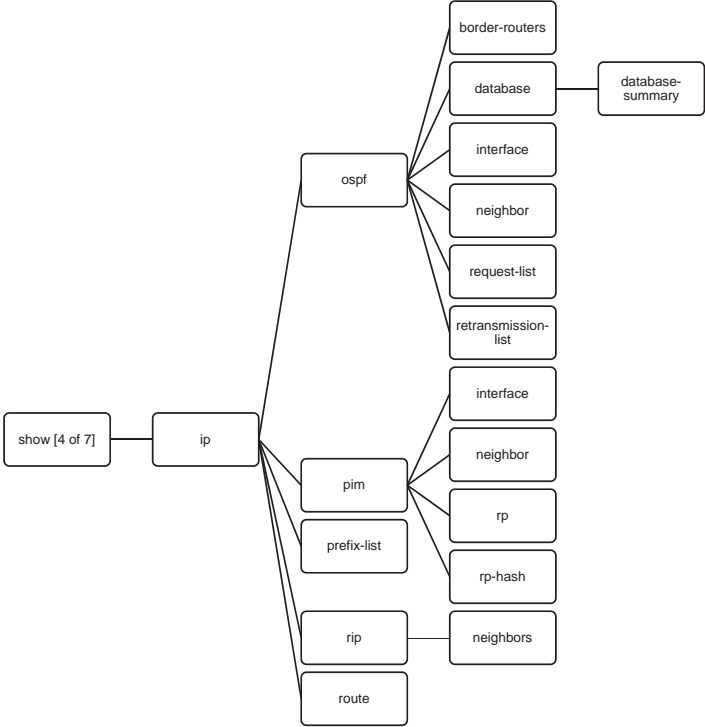 border-routers
database
database-
summary
interface
ospf
neighbor
request-list
retransmission-
list
interface
show [4 of 7]
ip
neighbor
pim
rp
prefix-list
rp-hash
rip
neighbors
route